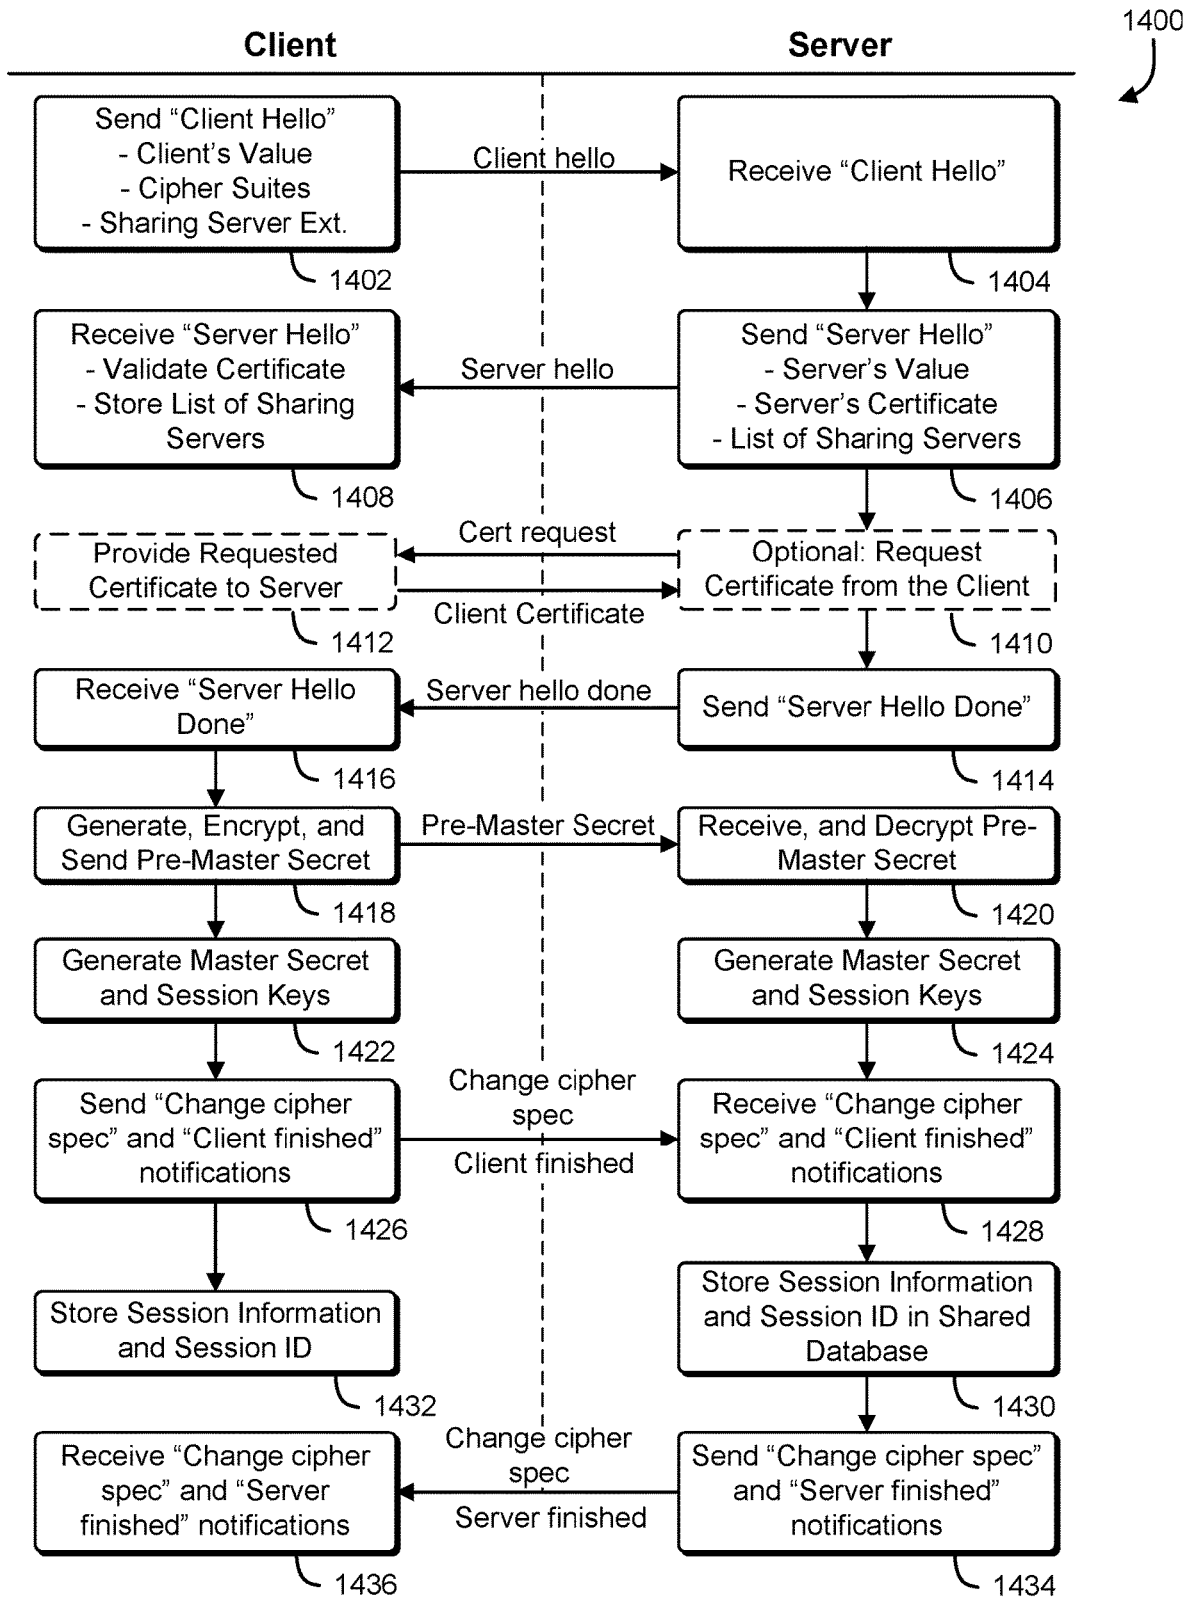 1400
Client
Server
Send “Client Hello”
- Client’s Value
- Cipher Suites
- Sharing Server Ext.
1402
Client hello
Receive “Client Hello”
1404
Receive “Server Hello”
- Validate Certificate
- Store List of Sharing
Servers
1408
Server hello
Send “Server Hello”
- Server’s Value
- Server’s Certificate
- List of Sharing Servers
1406
Provide Requested
Certificate to Server
1412
Cert request
Client Certificate
Optional: Request
Certificate from the Client
1410
Receive “Server Hello
Done”
1416
Server hello done
Send “Server Hello Done”
1414
Generate, Encrypt, and
Send Pre-Master Secret
1418
Pre-Master Secret
Receive, and Decrypt Pre-
Master Secret
1420
Generate Master Secret
and Session Keys
1422
Generate Master Secret
and Session Keys
1424
Send “Change cipher
spec” and “Client finished”
notifications
1426
Change cipher
spec
Client finished
Receive “Change cipher
spec” and “Client finished”
notifications
1428
Store Session Information
and Session ID
1432
Store Session Information
and Session ID in Shared
Database
1430
Receive “Change cipher
spec” and “Server
finished” notifications
1436
Change cipher
spec
Server finished
Send “Change cipher spec”
and “Server finished”
notifications
1434